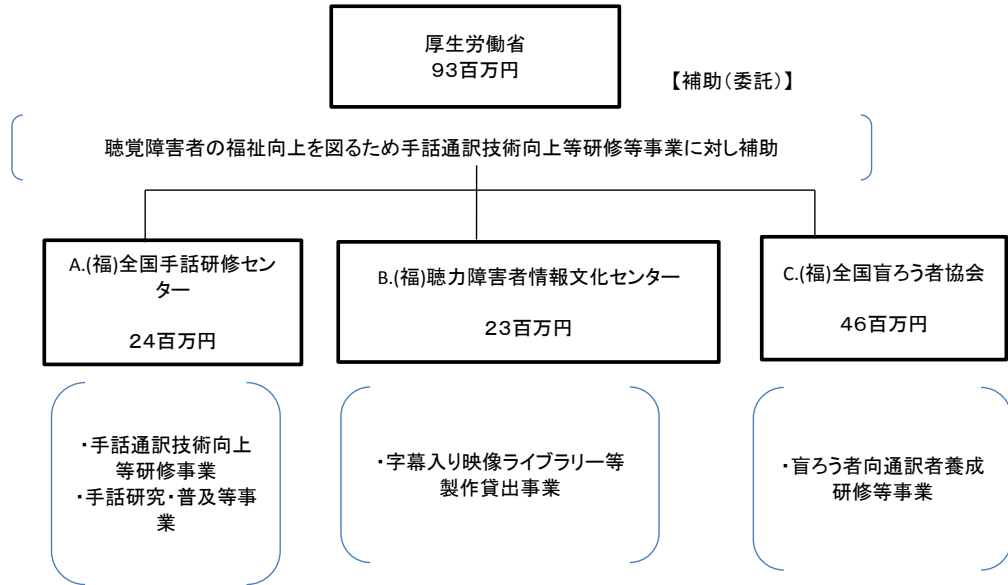 厚生労働省
93百万円
【補助(委託)】
聴覚障害者の福祉向上を図るため手話通訳技術向上等研修等事業に対し補助
A.(福)全国手話研修セン
ター
24百万円
B.(福)聴力障害者情報文化センター
23百万円
C.(福)全国盲ろう者協会
46百万円
・手話通訳技術向上
等研修事業
・手話研究・普及等事
業
・字幕入り映像ライブラリー等
製作貸出事業
・盲ろう者向通訳者養成
研修等事業